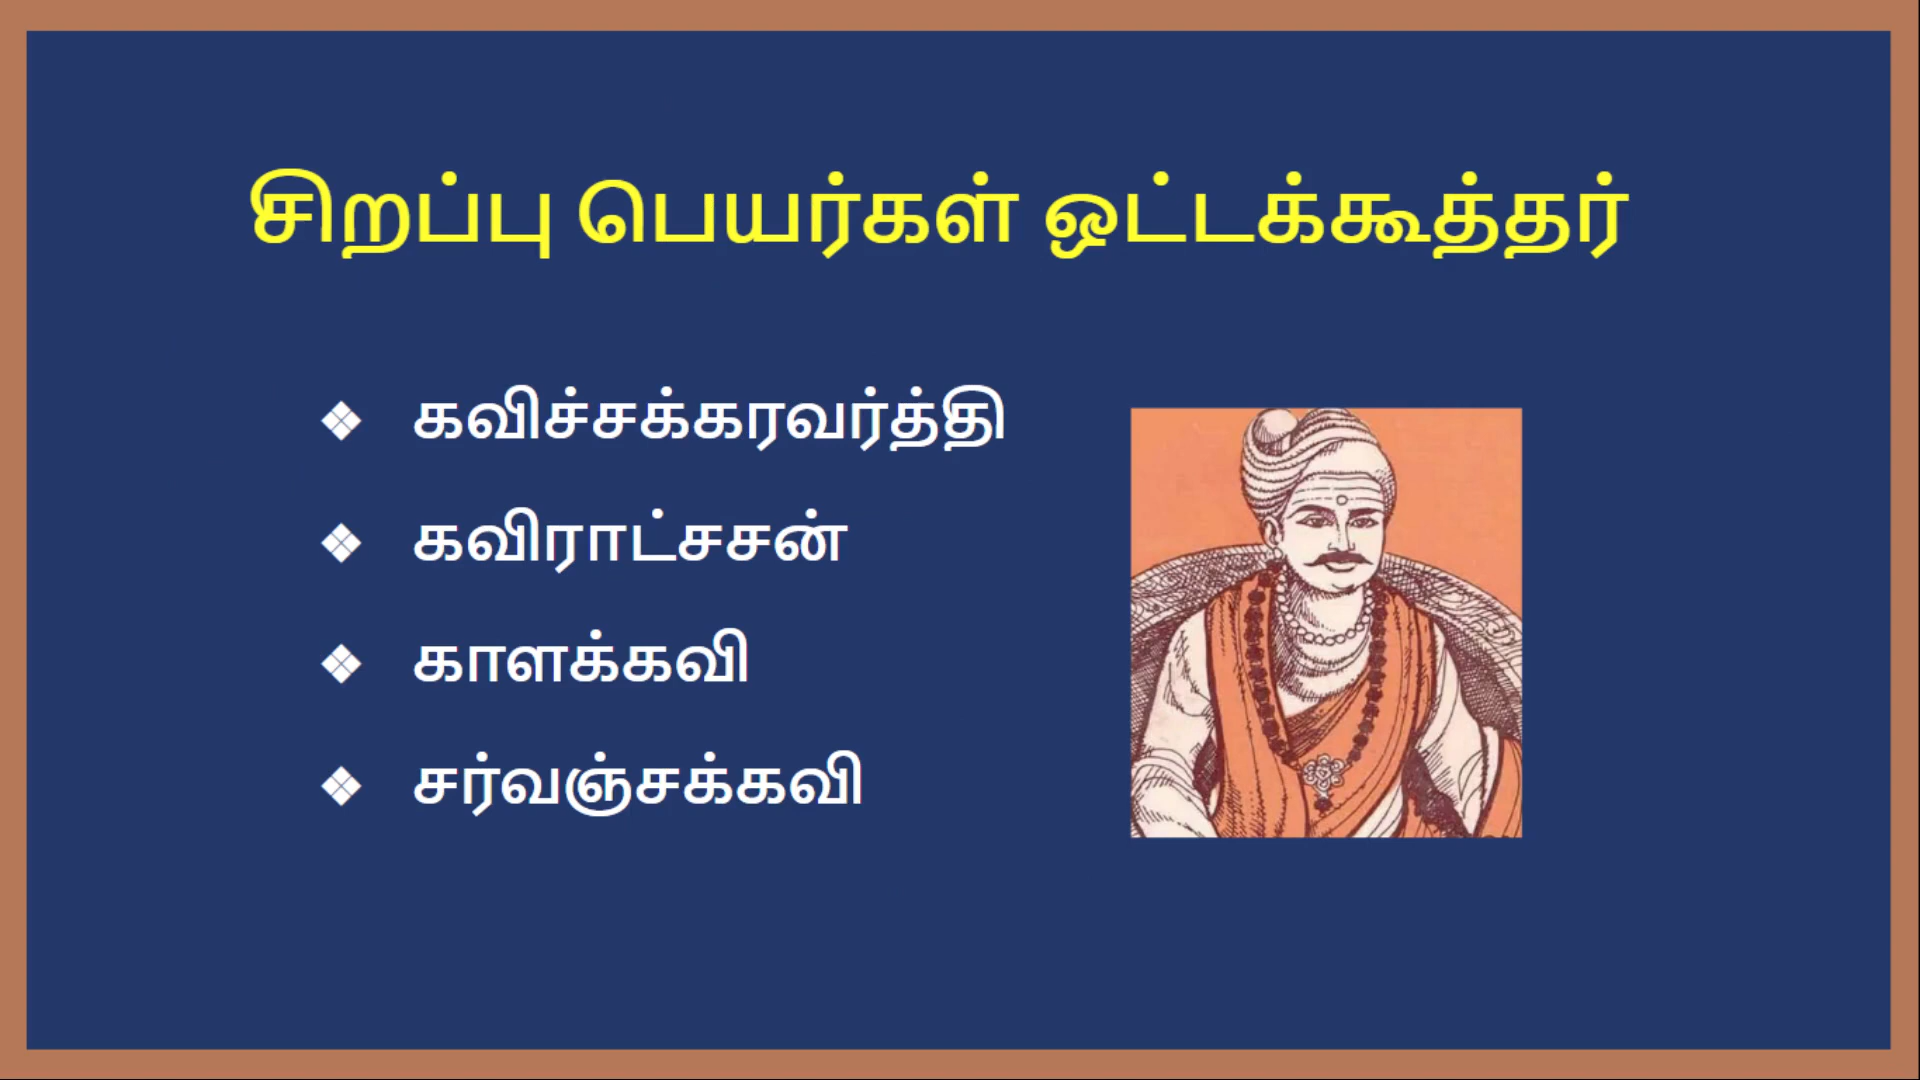 சிறப்பு பெயர்கள் ஒட்டக்கூத்தர்
❖ கவிச்சக்கரவர்த்தி
❖ கவிராட்சசன்
❖ காளக்கவி
❖ சர்வஞ்சக்கவி